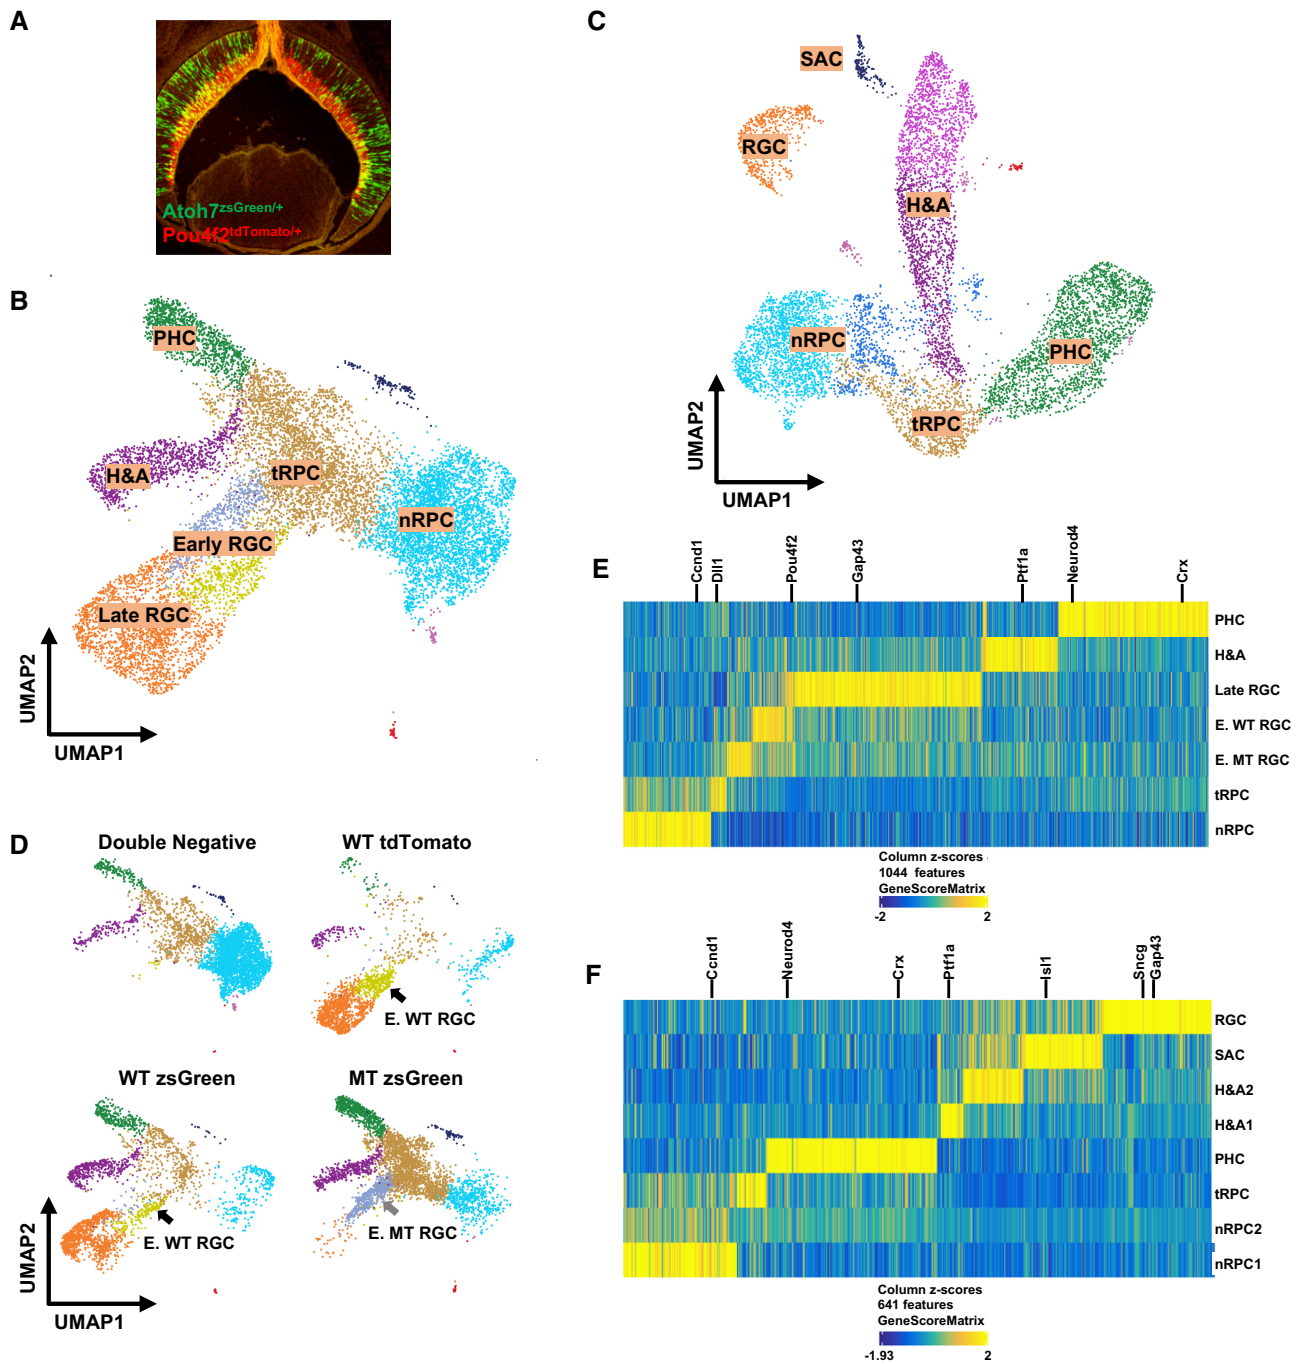 A
Atoh7zsGreen/+
Pou4f2tdTomato/+
B
PHC
H&A
tRPC
nRPC
Early RGC
Late RGC
UMAP2
UMAP1
C
SAC
RGC
H&A
nRPC
PHC
tRPC
UMAP2
UMAP1
D
Double Negative
WT tdTomato
E. WT RGC
WT zsGreen
MT zsGreen
E. WT RGC
E. MT RGC
UMAP2
UMAP1
E
Ccnd1
Dll1
Pou4f2
Gap43
Ptf1a
Neurod4
Crx
PHC
H&A
Late RGC
E. WT RGC
E. MT RGC
tRPC
nRPC
Column z-scores
1044 features
GeneScoreMatrix
-2 2
F
Ccnd1
Neurod4
Crx
Ptf1a
Isl1
Sncg
Gap43
RGC
SAC
H&A2
H&A1
PHC
tRPC
nRPC2
nRPC1
Column z-scores
641 features
GeneScoreMatrix
-1.93 2